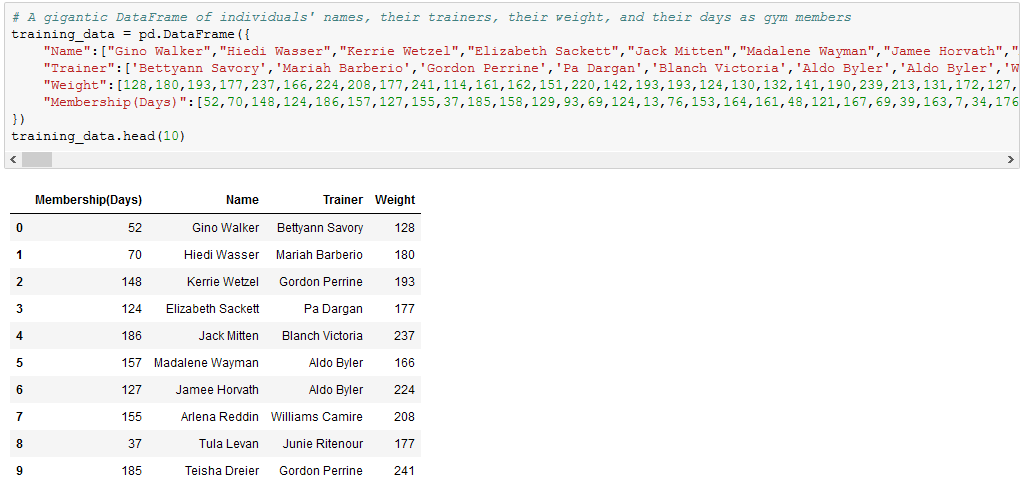 # A gigantic DataFrame of individuals' names, their trainers, their weight, and their days as gym members
training_data = pd.DataFrame({
"Name":["Gino Walker","Hiedi Wasser","Kerrie Wetzel","Elizabeth Sackett","Jack Mitten","Madalene Wayman","Jamee Horvath","
"Trainer":['Bettyann Savory','Mariah Barberio','Gordon Perrine','Pa Dargan','Blanch Victoria','Aldo Byler','Aldo Byler','W
"Weight":[128,180,193,177,237,166,224,208,177,241,114,161,162,151,220,142,193,193,124,130,132,141,190,239,213,131,172,127,
"Membership(Days)":[52,70,148,124,186,157,127,155,37,185,158,129,93,69,124,13,76,153,164,161,48,121,167,69,39,163,7,34,176
})
training_data.head(10)
Membership(Days) Name Trainer Weight
0 52 Gino Walker Bettyann Savory 128
1 70 Hiedi Wasser Mariah Barberio 180
2 148 Kerrie Wetzel Gordon Perrine 193
3 124 Elizabeth Sackett Pa Dargan 177
4 186 Jack Mitten Blanch Victoria 237
5 157 Madalene Wayman Aldo Byler 166
6 127 Jamee Horvath Aldo Byler 224
7 155 Arlena Reddin Williams Camire 208
8 37 Tula Levan Junie Ritenour 177
9 185 Teisha Dreier Gordon Perrine 241